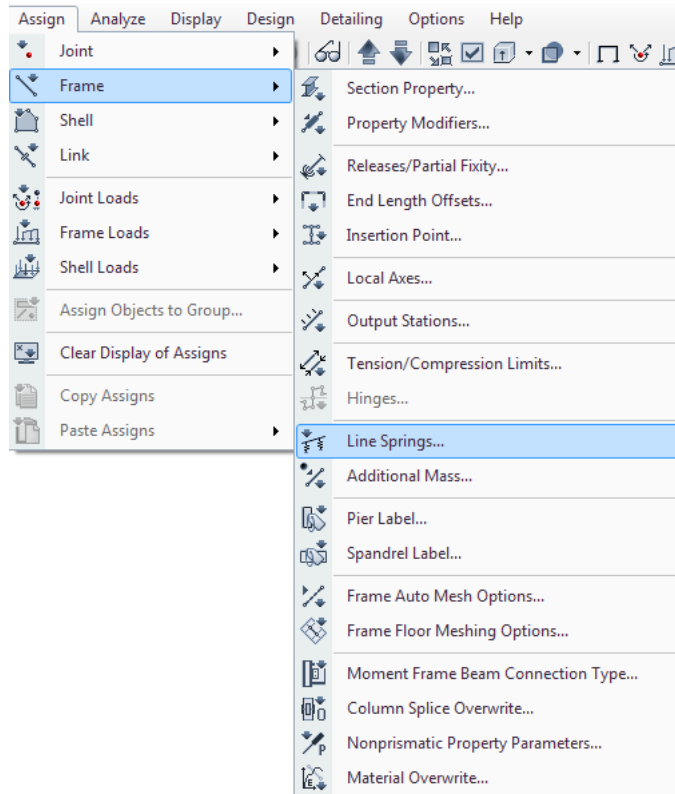 Assign Analyze Display Design Detailing Options Help
Joint
Frame
Shell
Link
Joint Loads
Frame Loads
Shell Loads
Assign Objects to Group...
Clear Display of Assigns
Copy Assigns
Paste Assigns
Section Property...
Property Modifiers...
Releases/Partial Fixity...
End Length Offsets...
Insertion Point...
Local Axes...
Output Stations...
Tension/Compression Limits...
Hinges...
Line Springs...
Additional Mass...
Pier Label...
Spandrel Label...
Frame Auto Mesh Options...
Frame Floor Meshing Options...
Moment Frame Beam Connection Type...
Column Splice Overwrite...
Nonprismatic Property Parameters...
Material Overwrite...